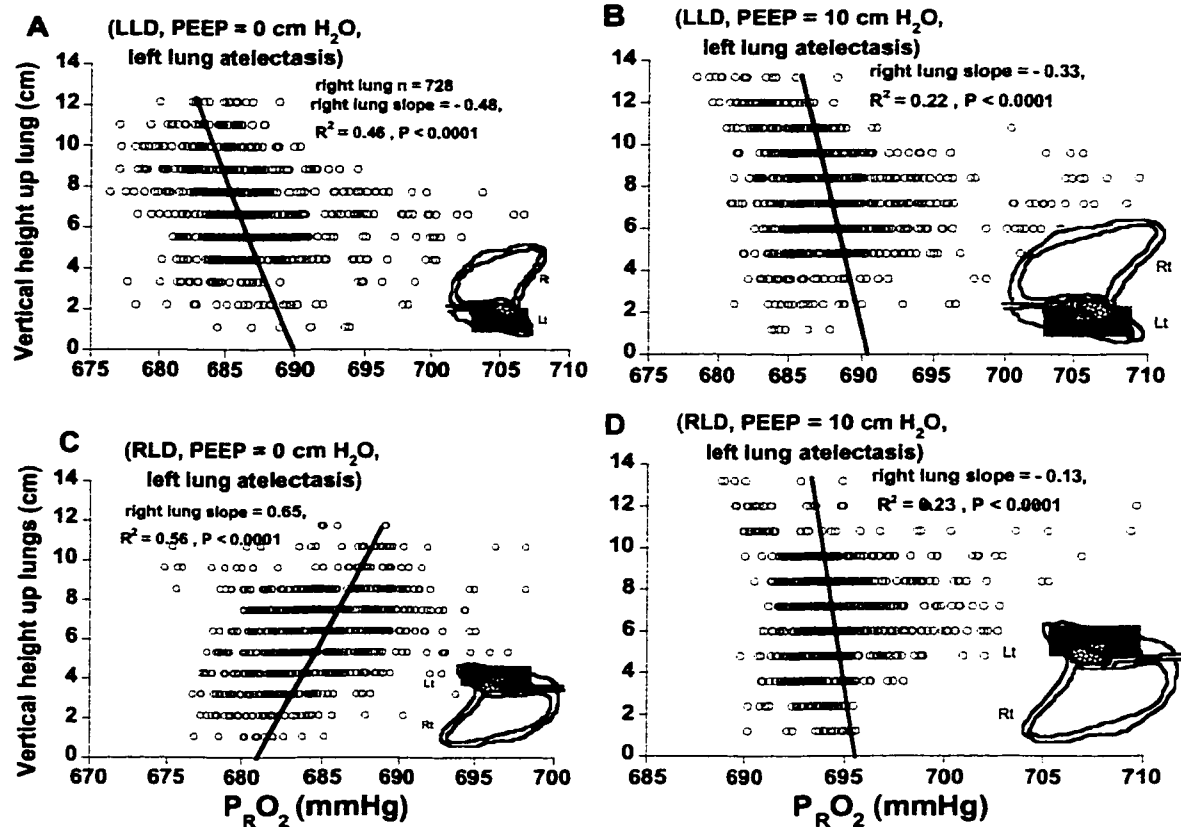 A
(LLD, PEEP = 0 cm H2O,
left lung atelectasis)
right lung n = 728
right lung slope = - 0.48,
R2 = 0.46 , P < 0.0001
Vertical height up lung (cm)
14
12
10
8
6
4
2
0
675 680 685 690 695 700 705 710
Rt
Lt
B
(LLD, PEEP = 10 cm H2O,
left lung atelectasis)
right lung slope = - 0.33,
R2 = 0.22 , P < 0.0001
14
12
10
8
6
4
2
0
675 680 685 690 695 700 705 710
Rt
Lt
C
(RLD, PEEP = 0 cm H2O,
left lung atelectasis)
right lung slope = 0.65,
R2 = 0.56 , P < 0.0001
Vertical height up lungs (cm)
14
12
10
8
6
4
2
0
670 675 680 685 690 695 700
PRO2 (mmHg)
Lt
Rt
D
(RLD, PEEP = 10 cm H2O,
left lung atelectasis)
right lung slope = - 0.13,
R2 = 0.23 , P < 0.0001
14
12
10
8
6
4
2
0
685 690 695 700 705 710
PRO2 (mmHg)
Lt
Rt